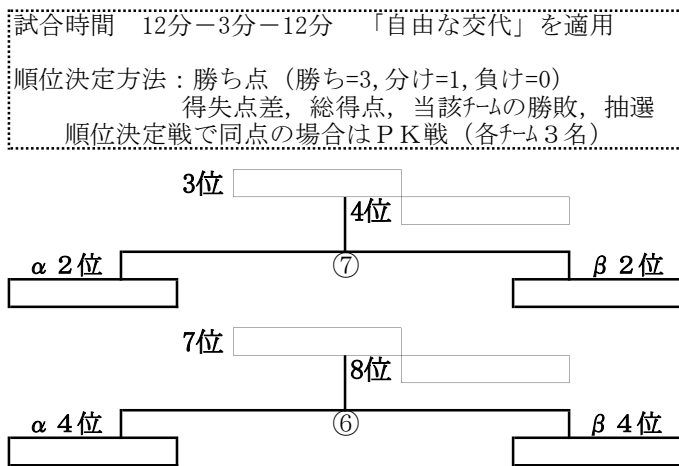 試合時間　12分－3分－12分　「自由な交代」を適用
順位決定方法：勝ち点（勝ち=3,分け=1,負け=0）
得失点差，総得点，当該ﾁｰﾑの勝敗，抽選
順位決定戦で同点の場合はＰＫ戦（各ﾁｰﾑ３名）
3位
4位
α２位
⑦
β２位
7位
8位
α４位
⑥
β４位